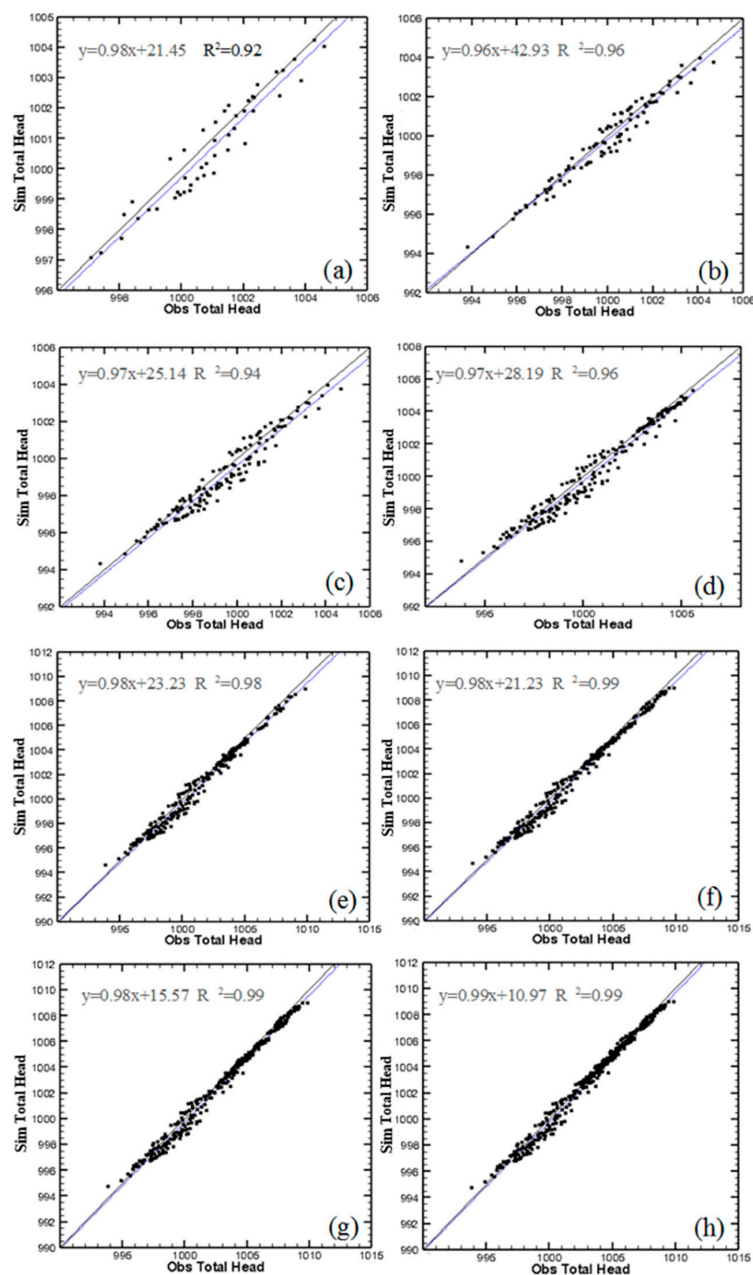 y=0.98x+21.45 R²=0.92
1005
1004
1003
1002
1001
1000
999
998
997
996
Sim Total Head
998 1000 1002 1004 1006
Obs Total Head
(a)
y=0.96x+42.93 R ²=0.96
1006
1004
1002
1000
998
996
994
992
Sim Total Head
994 996 998 1000 1002 1004 1006
Obs Total Head
(b)
y=0.97x+25.14 R ²=0.94
1006
1004
1002
1000
998
996
994
992
Sim Total Head
994 996 998 1000 1002 1004 1006
Obs Total Head
(c)
y=0.97x+28.19 R ²=0.96
1008
1006
1004
1002
1000
998
996
994
992
Sim Total Head
995 1000 1005
Obs Total Head
(d)
y=0.98x+23.23 R ²=0.98
1012
1010
1008
1006
1004
1002
1000
998
996
994
992
990
Sim Total Head
995 1000 1005 1010 1015
Obs Total Head
(e)
y=0.98x+21.23 R ²=0.99
1012
1010
1008
1006
1004
1002
1000
998
996
994
992
990
Sim Total Head
995 1000 1005 1010 1015
Obs Total Head
(f)
y=0.98x+15.57 R ²=0.99
1012
1010
1008
1006
1004
1002
1000
998
996
994
992
990
Sim Total Head
995 1000 1005 1010 1015
Obs Total Head
(g)
y=0.99x+10.97 R ²=0.99
1012
1010
1008
1006
1004
1002
1000
998
996
994
992
990
Sim Total Head
995 1000 1005 1010 1015
Obs Total Head
(h)